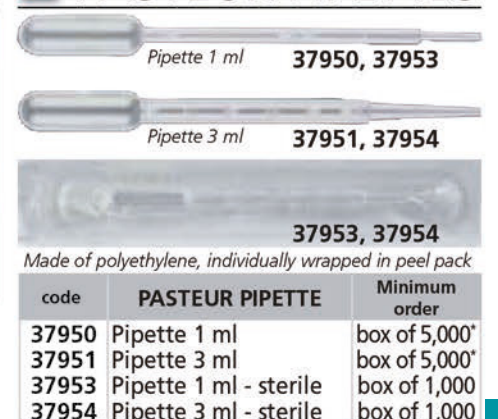 Pipette 1 ml 37950, 37953
Pipette 3 ml 37951, 37954
37953, 37954
Made of polyethylene, individually wrapped in peel pack
code PASTEUR PIPETTE Minimum order
37950 Pipette 1 ml box of 5,000*
37951 Pipette 3 ml box of 5,000*
37953 Pipette 1 ml - sterile box of 1,000
37954 Pipette 3 ml - sterile box of 1,000